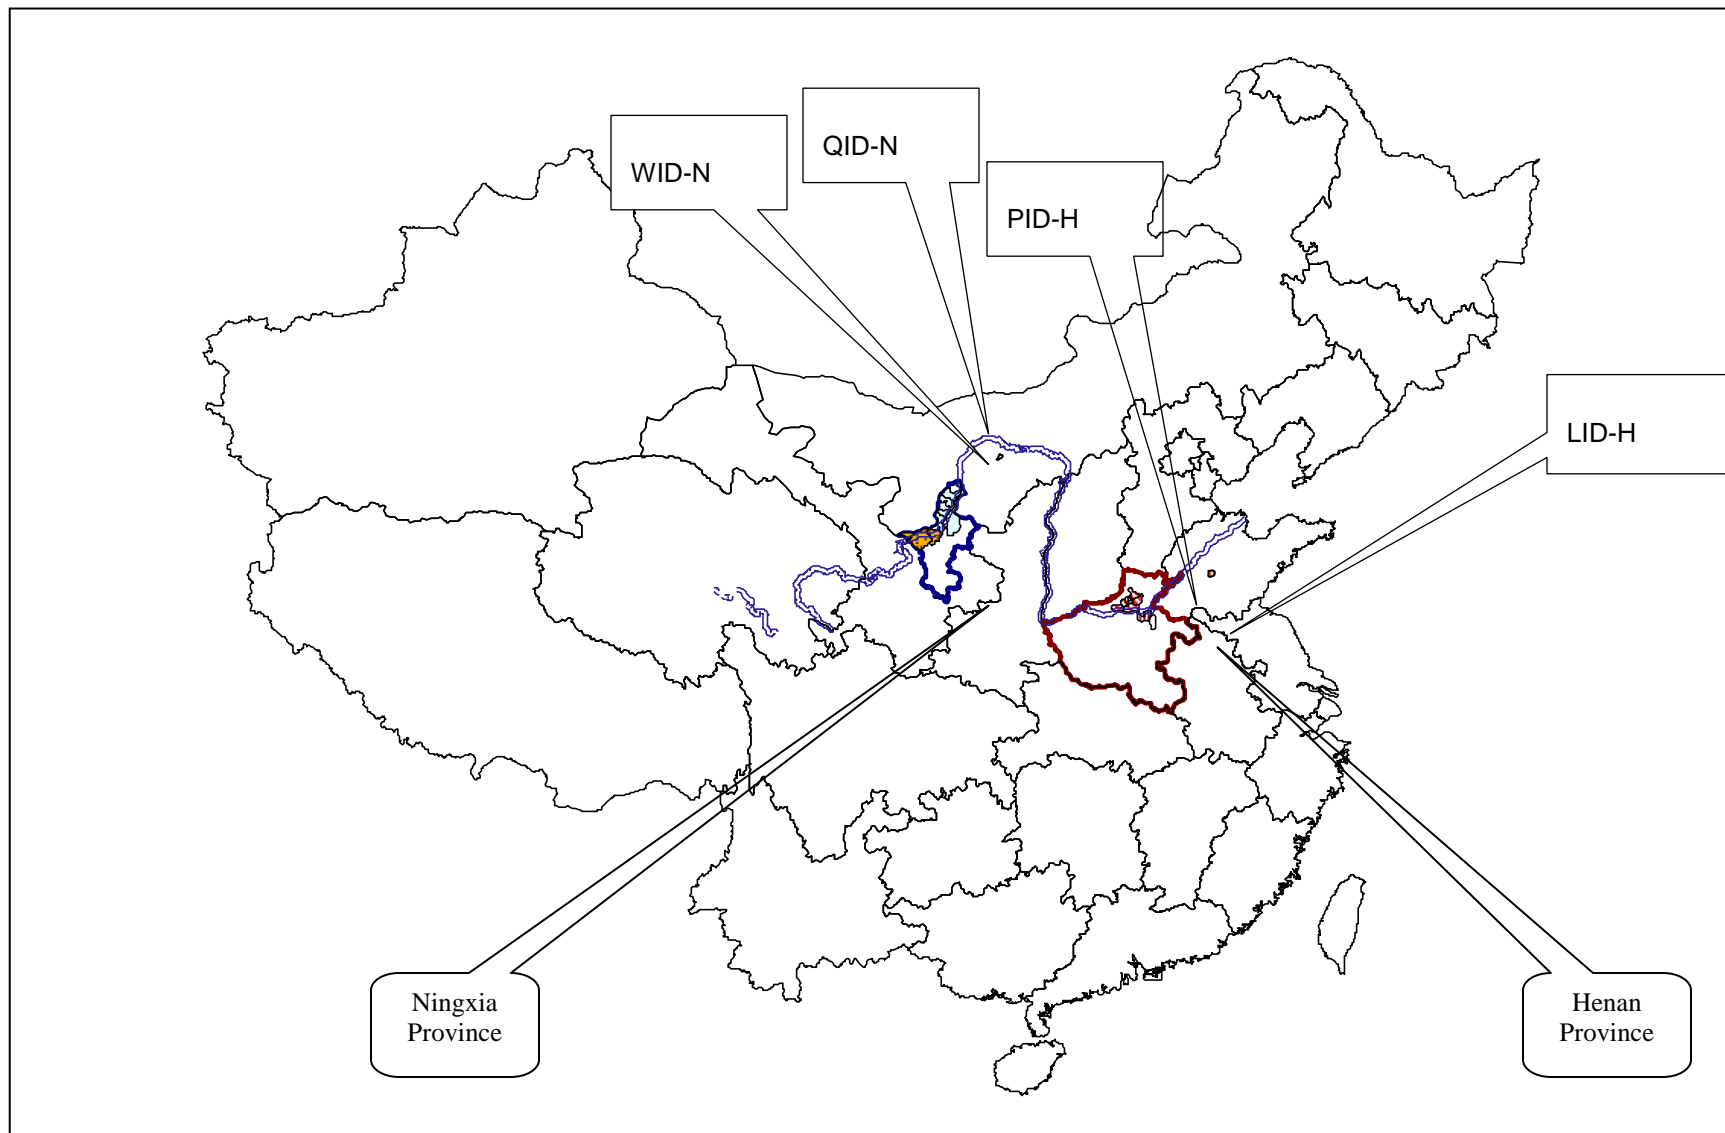 QID-N
WID-N
PID-H
LID-H
Ningxia
Province
Henan
Province